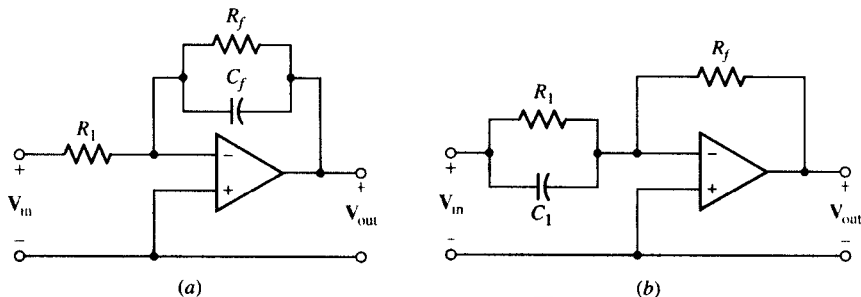 R_f
C_f
R_1
−
+
+
V_in
−
+
V_out
(a)
R_f
R_1
C_1
−
+
+
V_in
−
+
V_out
−
(b)